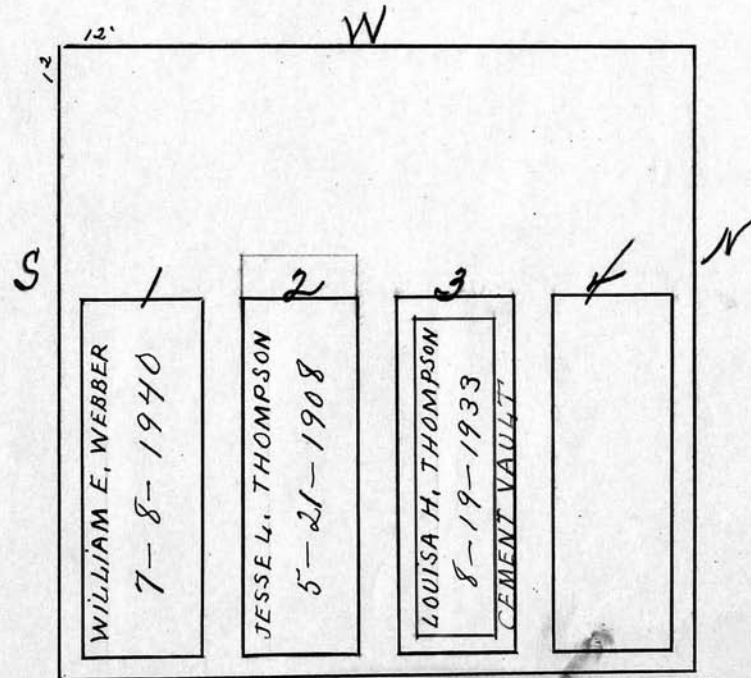 W
12'
12
S
N
1
2
3
4
WILLIAM E. WEBBER
7-8-1940
JESSE L. THOMPSON
5-21-1908
LOUISA H. THOMPSON
8-19-1933
CEMENT VAULT